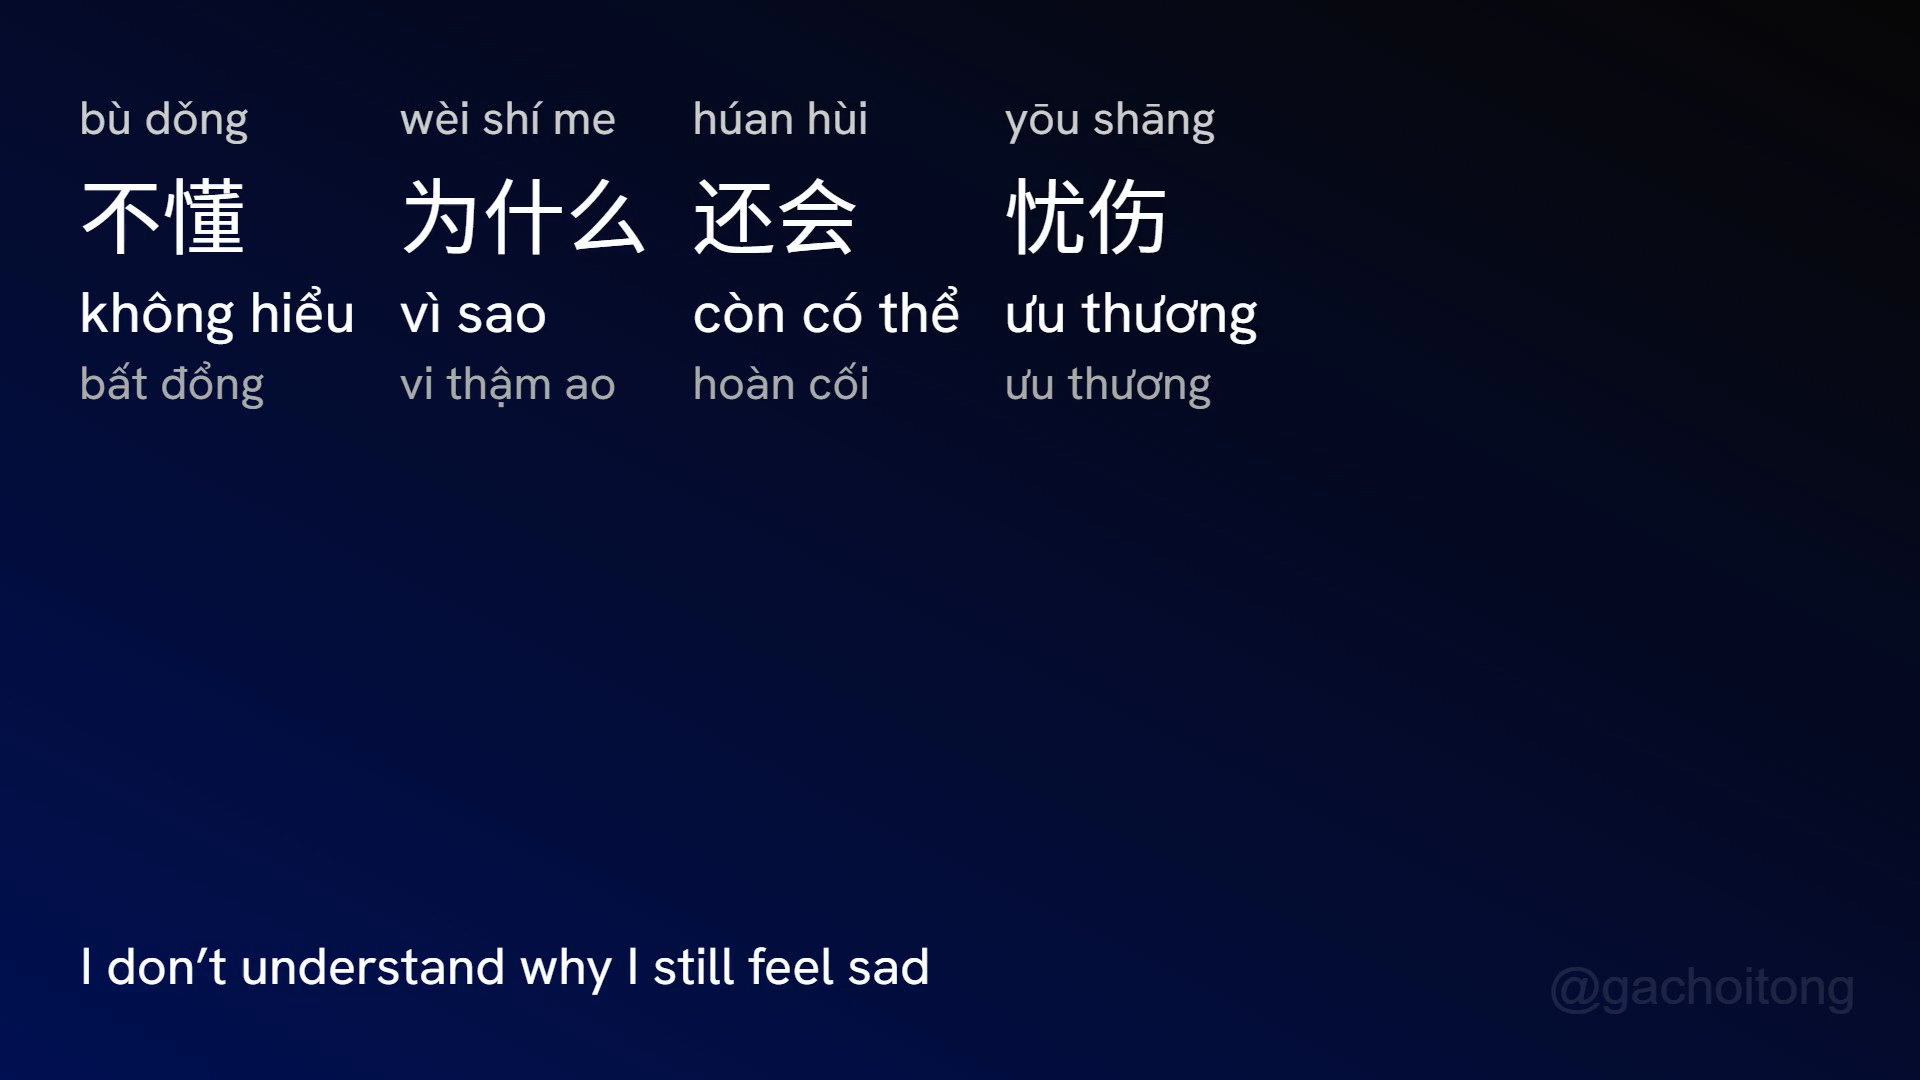 bù dǒng wèi shí me húan hùi yōu shāng
不懂 为什么 还会 忧伤
không hiểu vì sao còn có thể ưu thương
bất đổng vi thậm ao hoàn cối ưu thương
I don’t understand why I still feel sad
@gachoitong